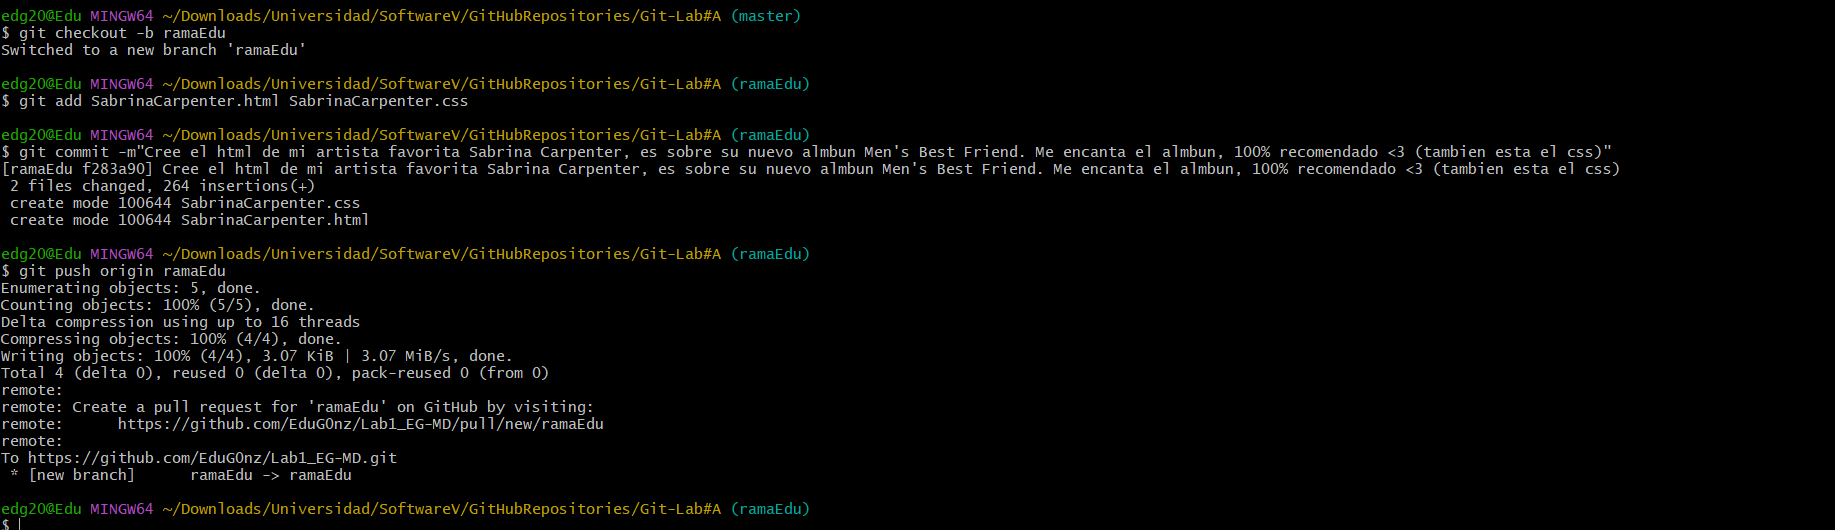 edg20@Edu MINGW64 ~/Downloads/Universidad/SoftwareV/GitHubRepositories/Git-Lab#A (master)
$ git checkout -b ramaEdu
Switched to a new branch 'ramaEdu'
edg20@Edu MINGW64 ~/Downloads/Universidad/SoftwareV/GitHubRepositories/Git-Lab#A (ramaEdu)
$ git add SabrinaCarpenter.html SabrinaCarpenter.css
edg20@Edu MINGW64 ~/Downloads/Universidad/SoftwareV/GitHubRepositories/Git-Lab#A (ramaEdu)
$ git commit -m"Cree el html de mi artista favorita Sabrina Carpenter, es sobre su nuevo almbun Men's Best Friend. Me encanta el almbun, 100% recomendado <3 (tambien esta el css)"
[ramaEdu f283a90] Cree el html de mi artista favorita Sabrina Carpenter, es sobre su nuevo almbun Men's Best Friend. Me encanta el almbun, 100% recomendado <3 (tambien esta el css)
2 files changed, 264 insertions(+)
create mode 100644 SabrinaCarpenter.css
create mode 100644 SabrinaCarpenter.html
edg20@Edu MINGW64 ~/Downloads/Universidad/SoftwareV/GitHubRepositories/Git-Lab#A (ramaEdu)
$ git push origin ramaEdu
Enumerating objects: 5, done.
Counting objects: 100% (5/5), done.
Delta compression using up to 16 threads
Compressing objects: 100% (4/4), done.
Writing objects: 100% (4/4), 3.07 KiB | 3.07 MiB/s, done.
Total 4 (delta 0), reused 0 (delta 0), pack-reused 0 (from 0)
remote:
remote: Create a pull request for 'ramaEdu' on GitHub by visiting:
remote:      https://github.com/EduG0nz/Lab1_EG-MD/pull/new/ramaEdu
remote:
To https://github.com/EduG0nz/Lab1_EG-MD.git
* [new branch]      ramaEdu -> ramaEdu
edg20@Edu MINGW64 ~/Downloads/Universidad/SoftwareV/GitHubRepositories/Git-Lab#A (ramaEdu)
$